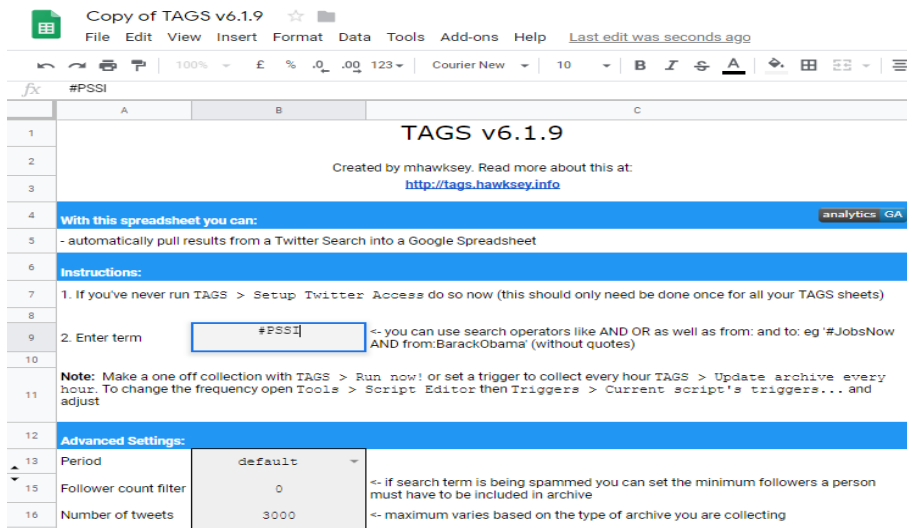 Copy of TAGS v6.1.9
File Edit View Insert Format Data Tools Add-ons Help Last edit was seconds ago
100% £ % .0 .00 123 Courier New 10 B I S A
fx #PSSI
A B C
1 TAGS v6.1.9
2 Created by mhawksey. Read more about this at:
3 http://tags.hawksey.info
4 With this spreadsheet you can: analytics GA
5 - automatically pull results from a Twitter Search into a Google Spreadsheet
6 Instructions:
7 1. If you've never run TAGS > Setup Twitter Access do so now (this should only need be done once for all your TAGS sheets)
8
9 2. Enter term #PSSI <- you can use search operators like AND OR as well as from: and to: eg '#JobsNow
AND from:BarackObama' (without quotes)
10
Note: Make a one off collection with TAGS > Run now! or set a trigger to collect every hour TAGS > Update archive every
11 hour. To change the frequency open Tools > Script Editor then Triggers > Current script's triggers... and
adjust
12 Advanced Settings:
13 Period default
15 Follower count filter 0 <- if search term is being spammed you can set the minimum followers a person
must have to be included in archive
16 Number of tweets 3000 <- maximum varies based on the type of archive you are collecting